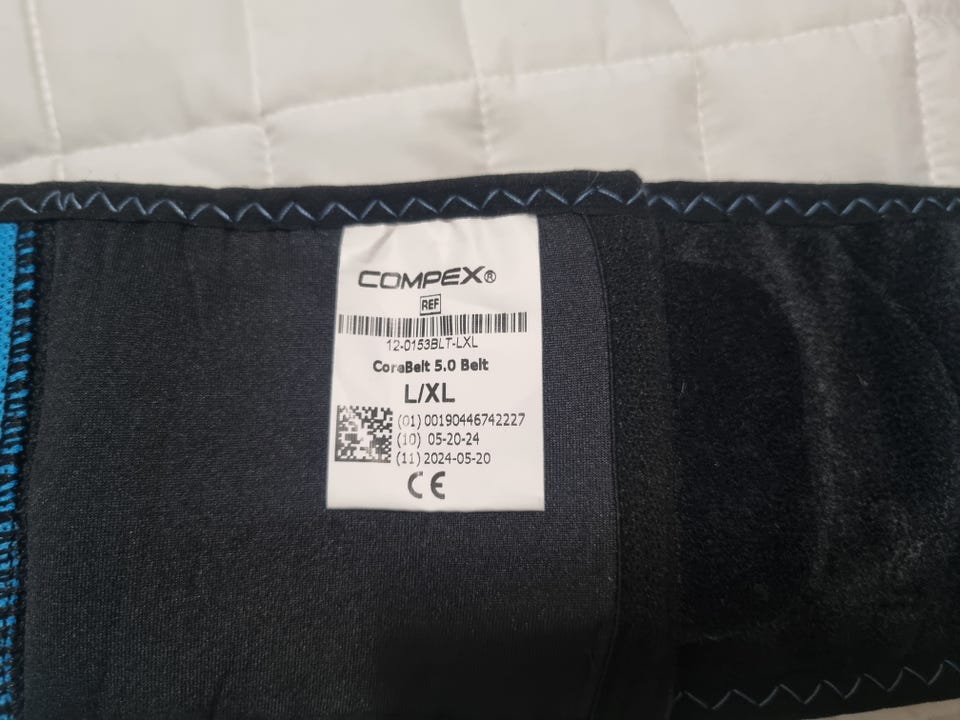 COMPEX®
REF
12-0153BLT-LXL
CoreBelt 5.0 Belt
L/XL
(01) 00190446742227
(10) 05-20-24
(11) 2024-05-20
CE